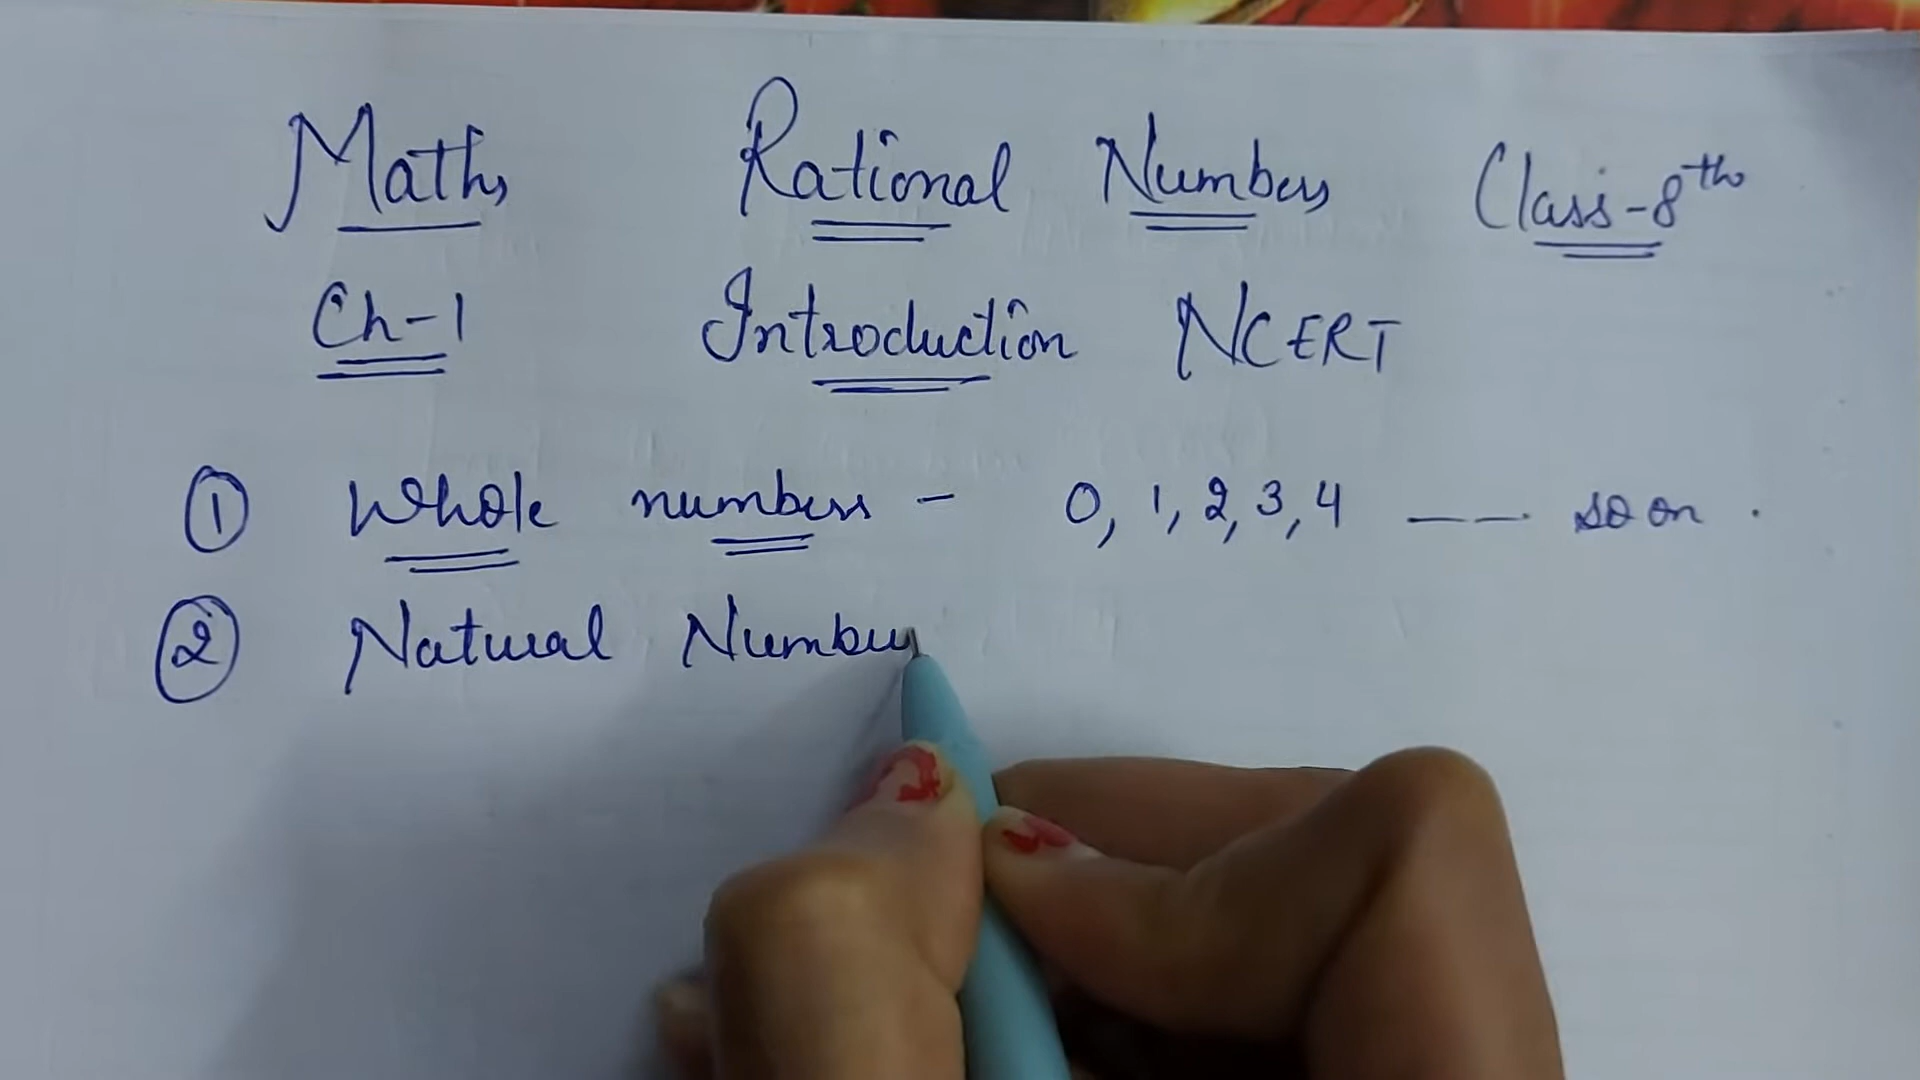 Maths Rational Numbers Class-8th
Ch-1 Introduction NCERT
① Whole numbers - 0, 1, 2, 3, 4 --- so on .
② Natural Number